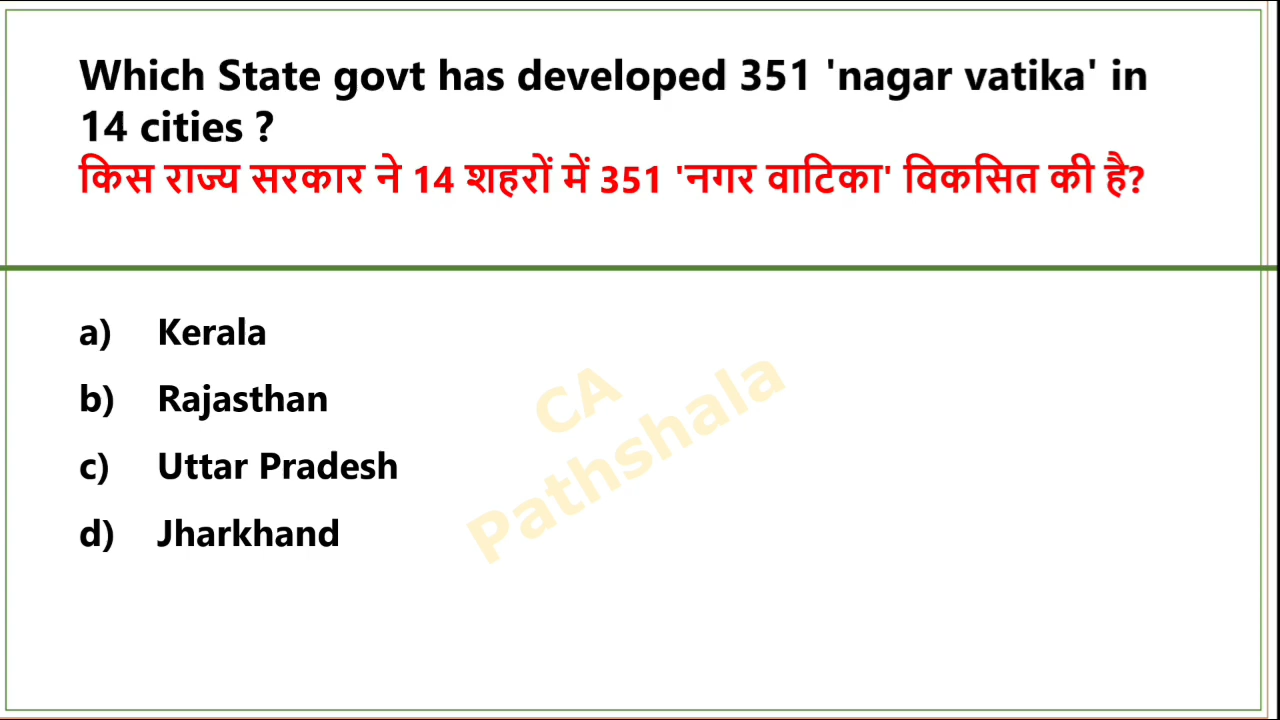 Which State govt has developed 351 'nagar vatika' in
14 cities ?
किस राज्य सरकार ने 14 शहरों में 351 'नगर वाटिका' विकसित की है?
a) Kerala
b) Rajasthan
c) Uttar Pradesh
d) Jharkhand
CA
Pathshala